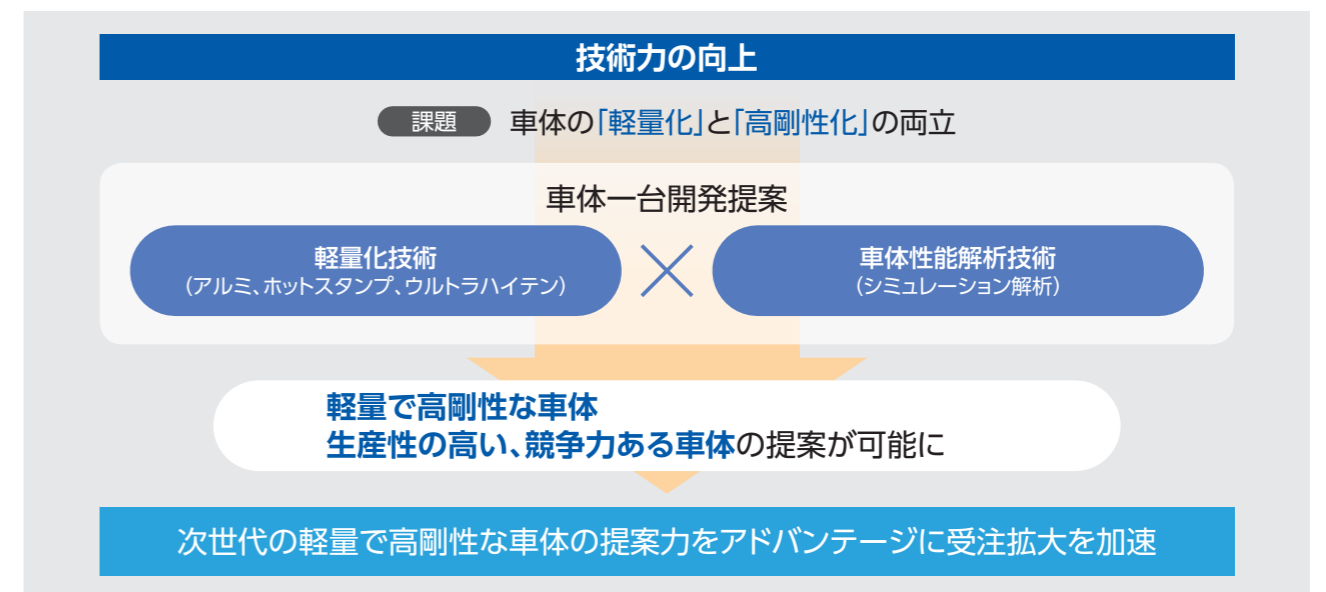 技術力の向上
課題 車体の「軽量化」と「高剛性化」の両立
車体一台開発提案
軽量化技術
（アルミ、ホットスタンプ、ウルトラハイテン）
車体性能解析技術
（シミュレーション解析）
軽量で高剛性な車体
生産性の高い、競争力ある車体の提案が可能に
次世代の軽量で高剛性な車体の提案力をアドバンテージに受注拡大を加速